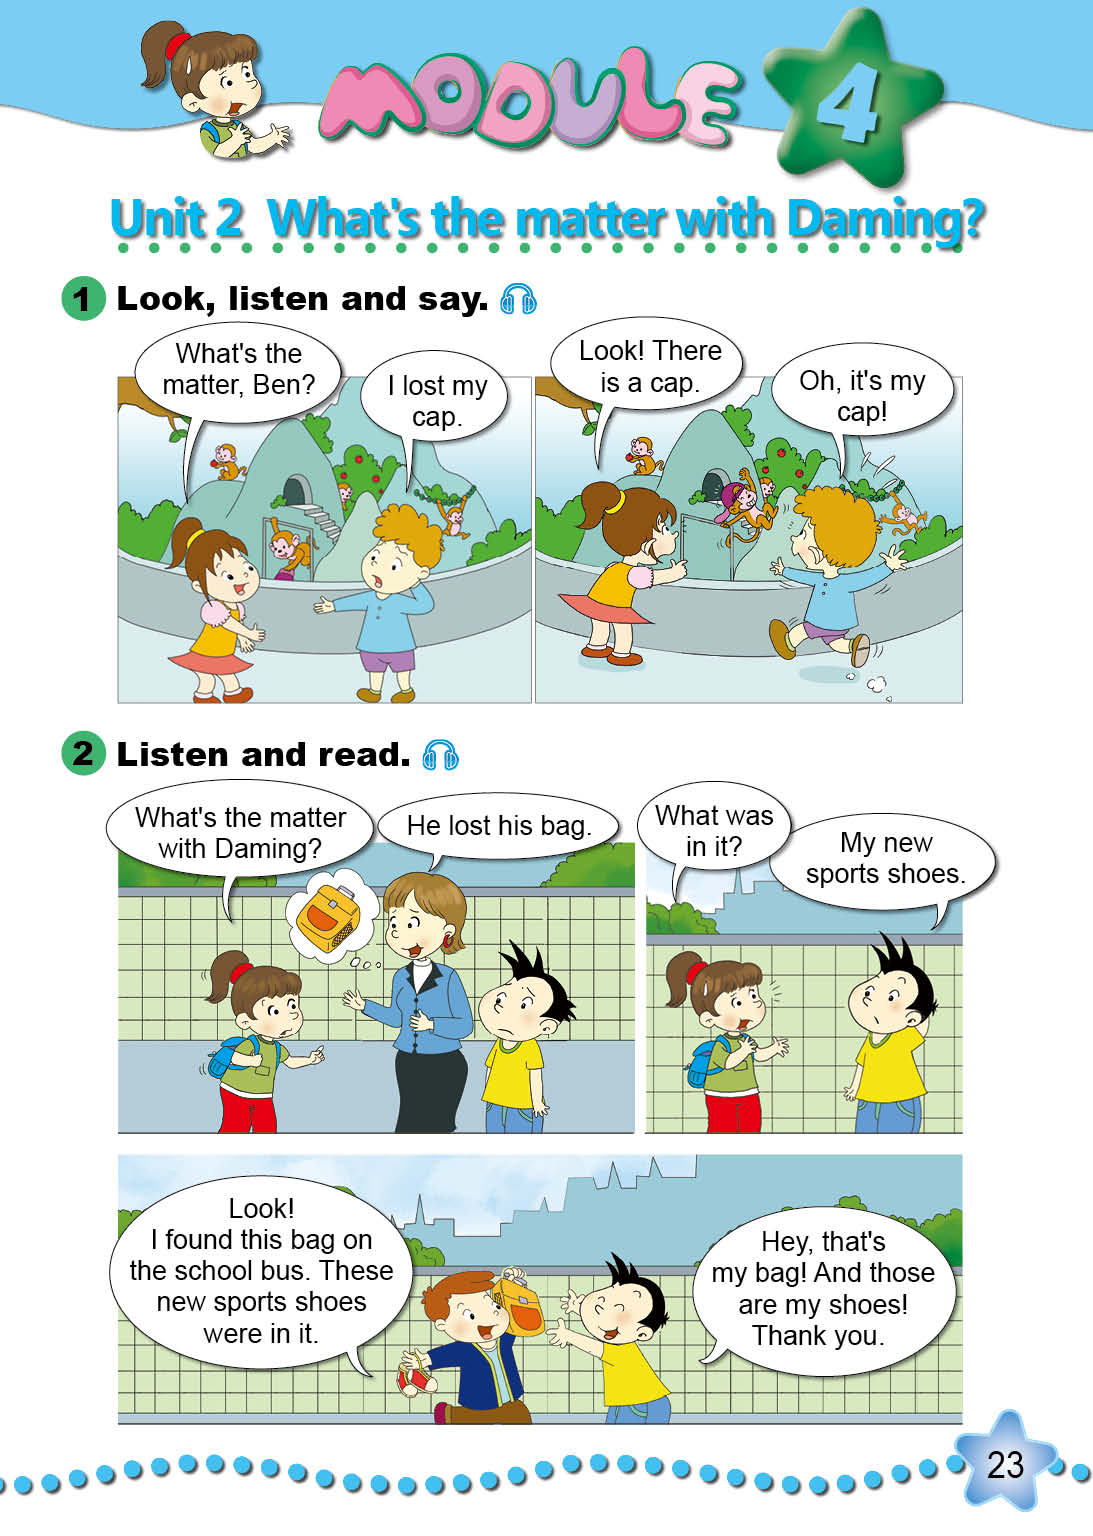 MODULE 4
Unit 2 What's the matter with Daming?
1 Look, listen and say.
What's the
matter, Ben?
I lost my
cap.
Look! There
is a cap.
Oh, it's my
cap!
2 Listen and read.
What's the matter
with Daming?
He lost his bag.
What was
in it?
My new
sports shoes.
Look!
I found this bag on
the school bus. These
new sports shoes
were in it.
Hey, that's
my bag! And those
are my shoes!
Thank you.
23